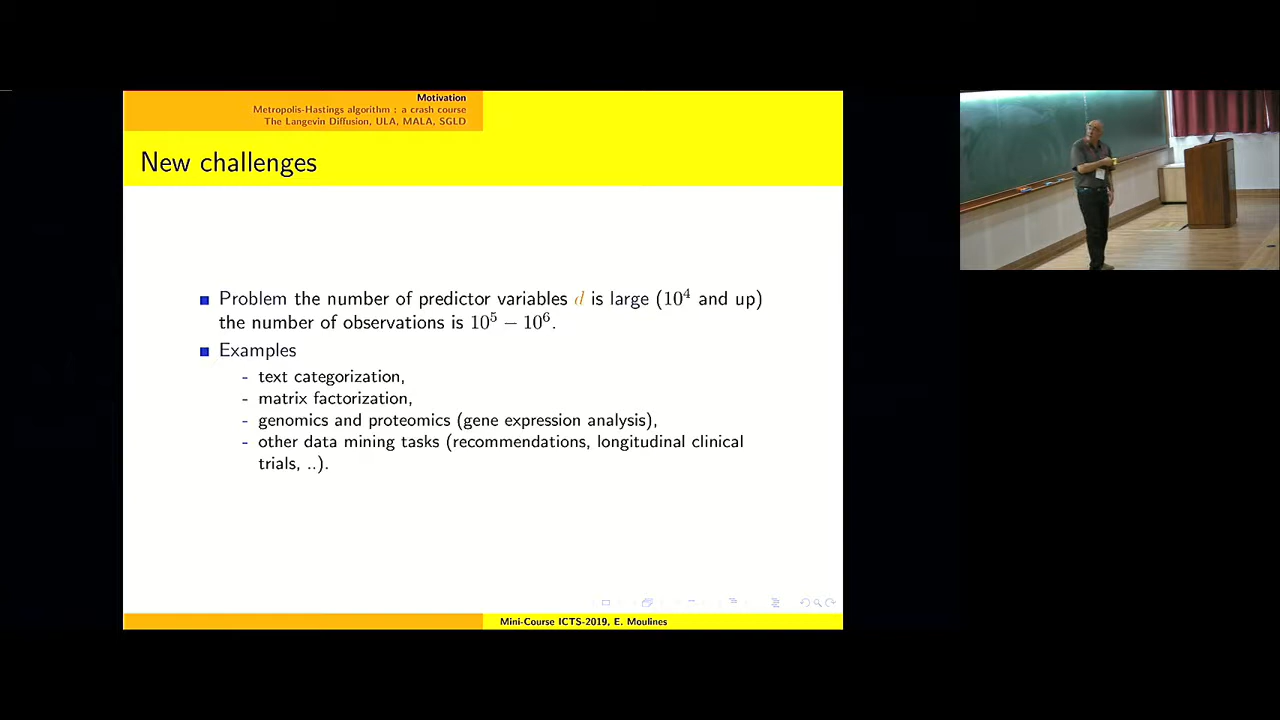 Motivation
Metropolis-Hastings algorithm : a crash course
The Langevin Diffusion, ULA, MALA, SGLD
New challenges
Problem the number of predictor variables d is large (10⁴ and up)
the number of observations is 10⁵ − 10⁶.
Examples
- text categorization,
- matrix factorization,
- genomics and proteomics (gene expression analysis),
- other data mining tasks (recommendations, longitudinal clinical
trials, ..).
Mini-Course ICTS-2019, E. Moulines